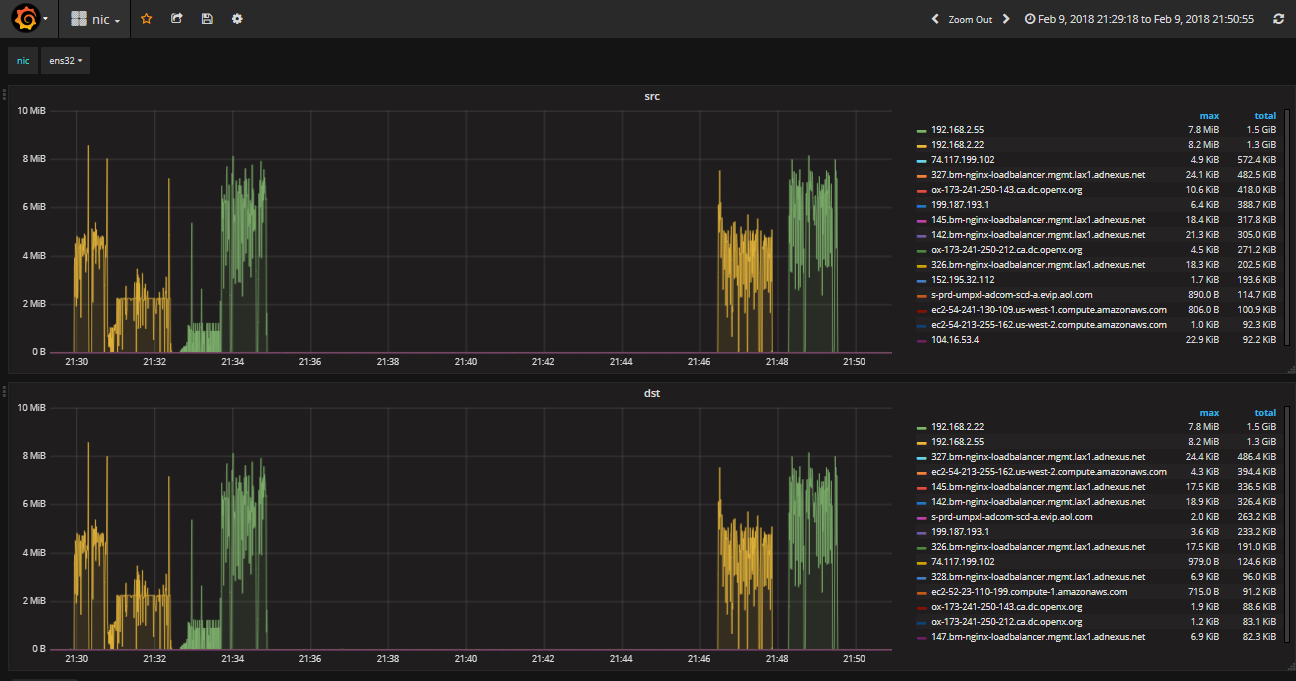 nic
Zoom Out
Feb 9, 2018 21:29:18 to Feb 9, 2018 21:50:55
nic ens32
src
10 MiB
8 MiB
6 MiB
4 MiB
2 MiB
0 B
21:30 21:32 21:34 21:36 21:38 21:40 21:42 21:44 21:46 21:48 21:50
max total
192.168.2.55 7.8 MiB 1.5 GiB
192.168.2.22 8.2 MiB 1.3 GiB
74.117.199.102 4.9 KiB 572.4 KiB
327.bm-nginx-loadbalancer.mgmt.lax1.adnexus.net 24.1 KiB 482.5 KiB
ox-173-241-250-143.ca.dc.openx.org 10.6 KiB 418.0 KiB
199.187.193.1 6.4 KiB 388.7 KiB
145.bm-nginx-loadbalancer.mgmt.lax1.adnexus.net 18.4 KiB 317.8 KiB
142.bm-nginx-loadbalancer.mgmt.lax1.adnexus.net 21.3 KiB 305.0 KiB
ox-173-241-250-212.ca.dc.openx.org 4.5 KiB 271.2 KiB
326.bm-nginx-loadbalancer.mgmt.lax1.adnexus.net 18.3 KiB 202.5 KiB
152.195.32.112 1.7 KiB 193.6 KiB
s-prd-umpxl-adcom-scd-a.evip.aol.com 890.0 B 114.7 KiB
ec2-54-241-130-109.us-west-1.compute.amazonaws.com 806.0 B 100.9 KiB
ec2-54-213-255-162.us-west-2.compute.amazonaws.com 1.0 KiB 92.3 KiB
104.16.53.4 22.9 KiB 92.2 KiB
dst
10 MiB
8 MiB
6 MiB
4 MiB
2 MiB
0 B
21:30 21:32 21:34 21:36 21:38 21:40 21:42 21:44 21:46 21:48 21:50
max total
192.168.2.22 7.8 MiB 1.5 GiB
192.168.2.55 8.2 MiB 1.3 GiB
327.bm-nginx-loadbalancer.mgmt.lax1.adnexus.net 24.4 KiB 486.4 KiB
ec2-54-213-255-162.us-west-2.compute.amazonaws.com 4.3 KiB 394.4 KiB
145.bm-nginx-loadbalancer.mgmt.lax1.adnexus.net 17.5 KiB 336.5 KiB
142.bm-nginx-loadbalancer.mgmt.lax1.adnexus.net 18.9 KiB 326.4 KiB
s-prd-umpxl-adcom-scd-a.evip.aol.com 2.0 KiB 263.2 KiB
199.187.193.1 3.6 KiB 233.2 KiB
326.bm-nginx-loadbalancer.mgmt.lax1.adnexus.net 17.5 KiB 191.0 KiB
74.117.199.102 979.0 B 124.6 KiB
328.bm-nginx-loadbalancer.mgmt.lax1.adnexus.net 6.9 KiB 96.0 KiB
ec2-52-23-110-199.compute-1.amazonaws.com 715.0 B 91.2 KiB
ox-173-241-250-143.ca.dc.openx.org 1.9 KiB 88.6 KiB
ox-173-241-250-212.ca.dc.openx.org 1.2 KiB 83.1 KiB
147.bm-nginx-loadbalancer.mgmt.lax1.adnexus.net 6.9 KiB 82.3 KiB